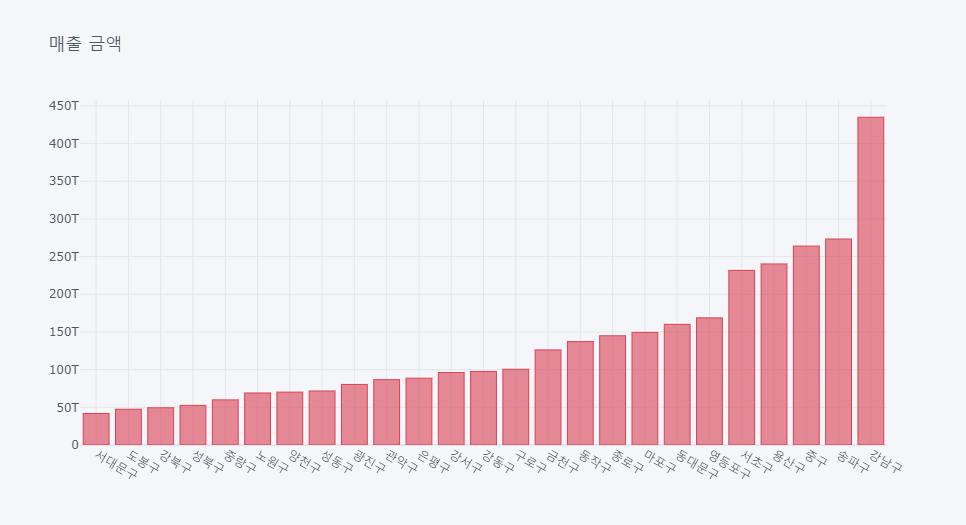 매출 금액
450T
400T
350T
300T
250T
200T
150T
100T
50T
0
서대문구
도봉구
강북구
성북구
중랑구
노원구
양천구
성동구
광진구
관악구
은평구
강서구
강동구
구로구
금천구
동작구
종로구
마포구
동대문구
영등포구
서초구
용산구
중구
송파구
강남구